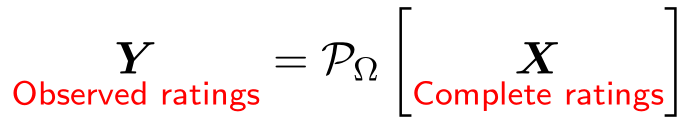 Y = 𝒫_Ω [ X ]
Observed ratings Complete ratings